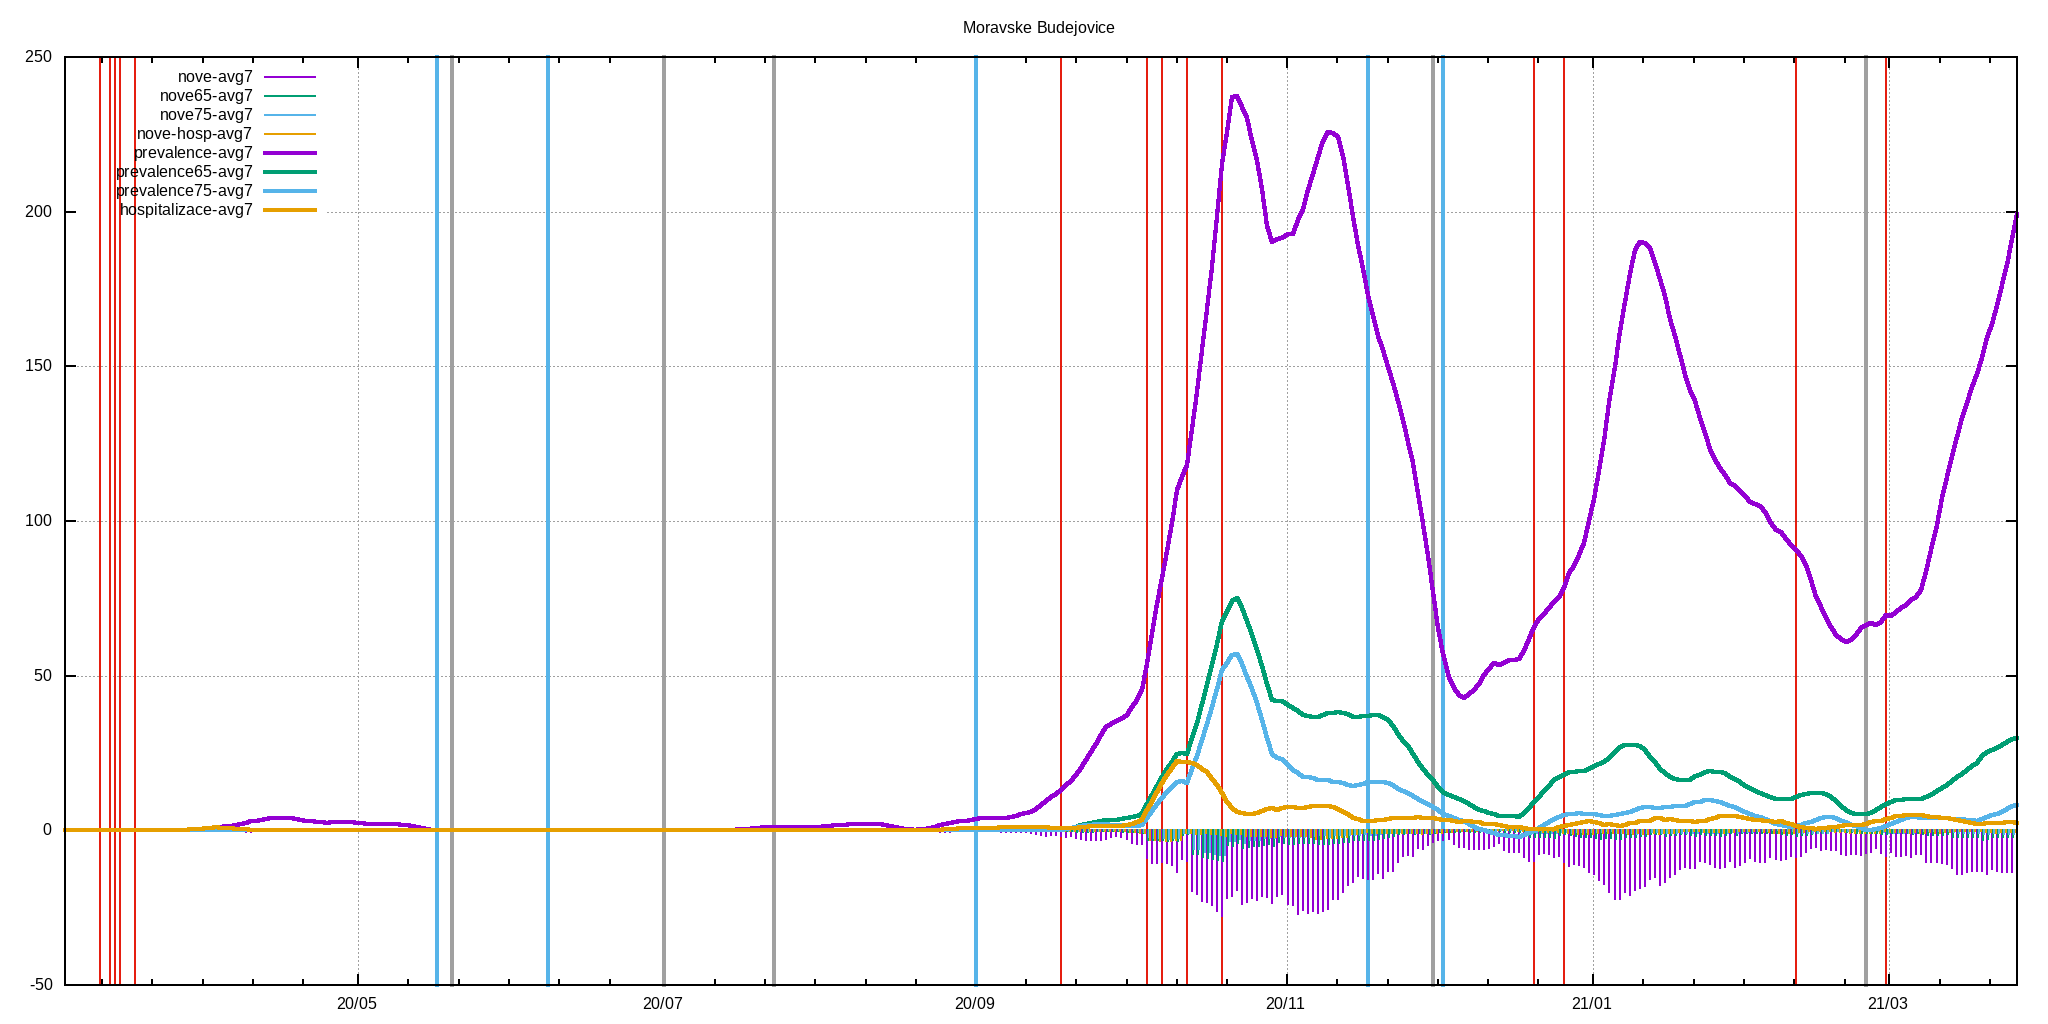 Moravske Budejovice
250
200
150
100
50
0
-50
nove-avg7
nove65-avg7
nove75-avg7
nove-hosp-avg7
prevalence-avg7
prevalence65-avg7
prevalence75-avg7
hospitalizace-avg7
20/05 20/07 20/09 20/11 21/01 21/03